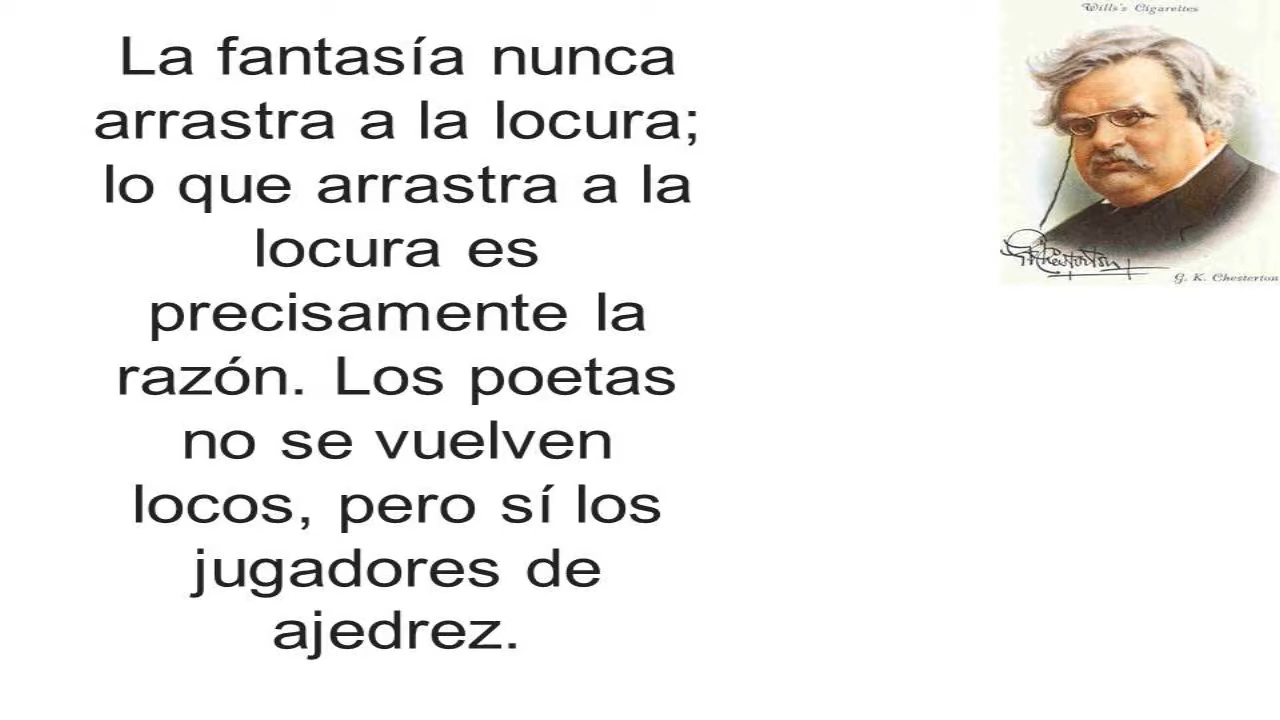 Wills's Cigarettes
La fantasía nunca
arrastra a la locura;
lo que arrastra a la
locura es
precisamente la
razón. Los poetas
no se vuelven
locos, pero sí los
jugadores de
ajedrez.
GKChesterton
G. K. Chesterton